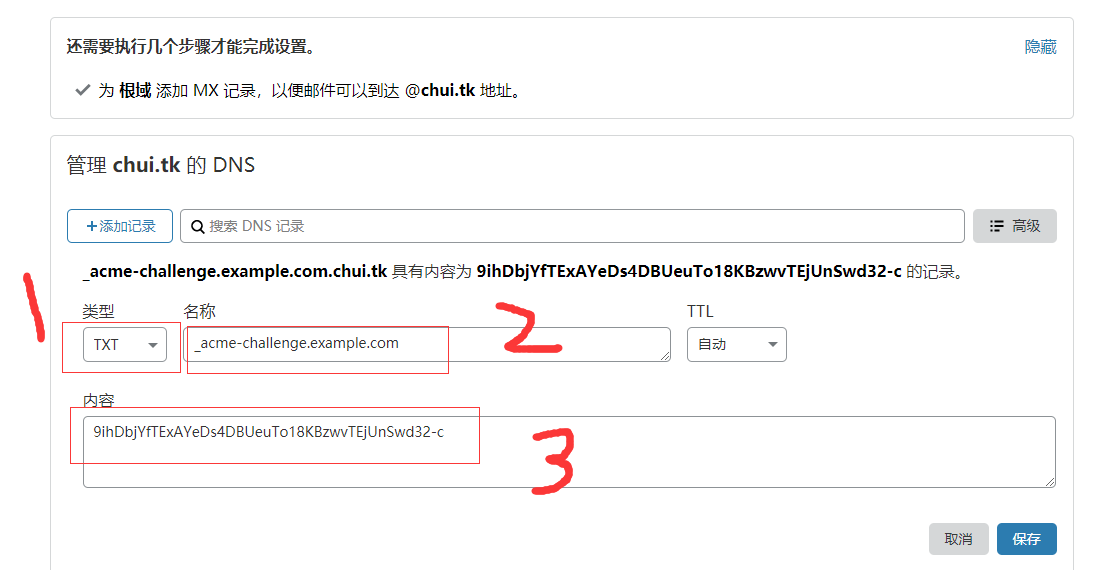 还需要执行几个步骤才能完成设置。
隐藏
为 根域 添加 MX 记录，以便邮件可以到达 @chui.tk 地址。
管理 chui.tk 的 DNS
+添加记录
搜索 DNS 记录
高级
_acme-challenge.example.com.chui.tk 具有内容为 9ihDbjYfTExAYeDs4DBUeuTo18KBzwvTEjUnSwd32-c 的记录。
1
类型
名称
2
TTL
TXT
_acme-challenge.example.com
自动
内容
9ihDbjYfTExAYeDs4DBUeuTo18KBzwvTEjUnSwd32-c
3
取消
保存